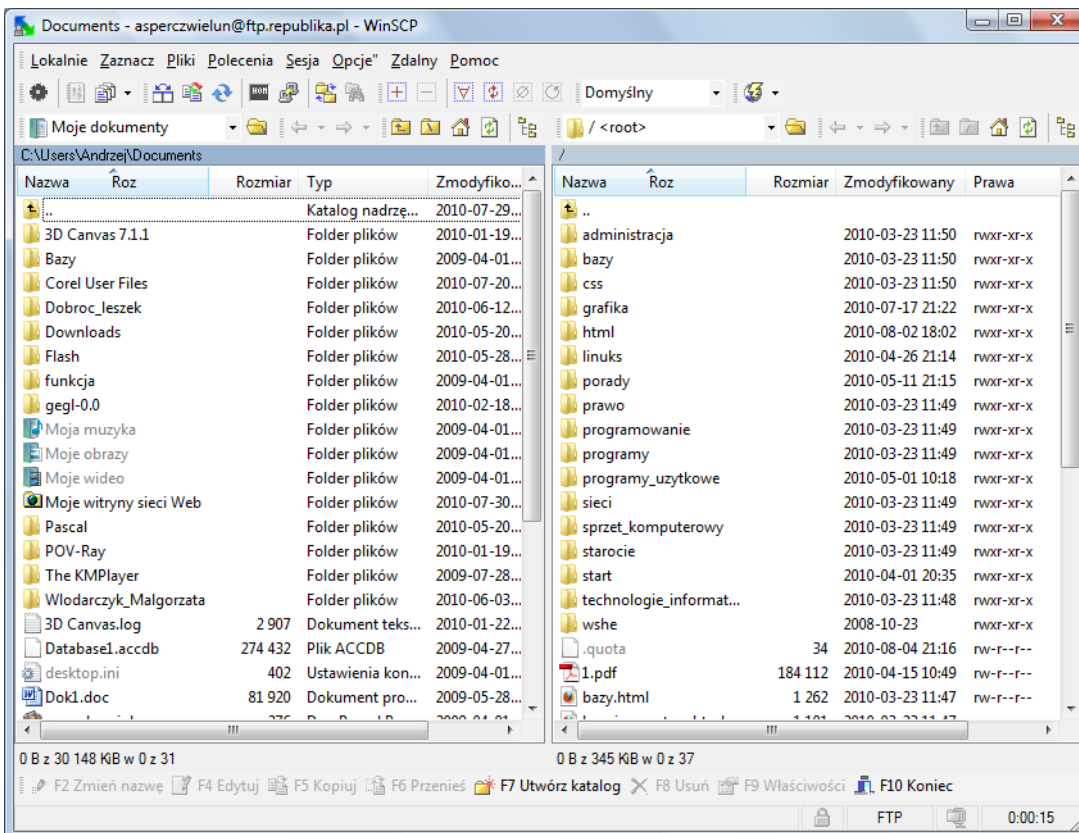 Documents - asperczwielun@ftp.republika.pl - WinSCP
Lokalnie Zaznacz Pliki Polecenia Sesja Opcje" Zdalny Pomoc
Domyślny
Moje dokumenty / <root>
C:\Users\Andrzej\Documents /
Nazwa Roz Rozmiar Typ Zmodyfiko... Nazwa Roz Rozmiar Zmodyfikowany Prawa
.. Katalog nadrzę... 2010-07-29... ..
3D Canvas 7.1.1 Folder plików 2010-01-19... administracja 2010-03-23 11:50 rwxr-xr-x
Bazy Folder plików 2009-04-01... bazy 2010-03-23 11:50 rwxr-xr-x
Corel User Files Folder plików 2010-07-20... css 2010-03-23 11:50 rwxr-xr-x
Dobroc_leszek Folder plików 2010-06-12... grafika 2010-07-17 21:22 rwxr-xr-x
Downloads Folder plików 2010-05-20... html 2010-08-02 18:02 rwxr-xr-x
Flash Folder plików 2010-05-28... linuks 2010-04-26 21:14 rwxr-xr-x
funkcja Folder plików 2009-04-01... porady 2010-05-11 21:15 rwxr-xr-x
gegl-0.0 Folder plików 2010-02-18... prawo 2010-03-23 11:49 rwxr-xr-x
Moja muzyka Folder plików 2009-04-01... programowanie 2010-03-23 11:49 rwxr-xr-x
Moje obrazy Folder plików 2009-04-01... programy 2010-03-23 11:49 rwxr-xr-x
Moje wideo Folder plików 2009-04-01... programy_uzytkowe 2010-05-01 10:18 rwxr-xr-x
Moje witryny sieci Web Folder plików 2010-07-30... sieci 2010-03-23 11:49 rwxr-xr-x
Pascal Folder plików 2010-05-20... sprzet_komputerowy 2010-03-23 11:49 rwxr-xr-x
POV-Ray Folder plików 2010-01-19... starocie 2010-03-23 11:49 rwxr-xr-x
The KMPlayer Folder plików 2009-07-28... start 2010-04-01 20:35 rwxr-xr-x
Wlodarczyk_Malgorzata Folder plików 2010-06-03... technologie_informat... 2010-03-23 11:48 rwxr-xr-x
3D Canvas.log 2 907 Dokument teks... 2010-01-22... wshe 2008-10-23 rwxr-xr-x
Database1.accdb 274 432 Plik ACCDB 2009-04-27... .quota 34 2010-08-04 21:16 rw-r--r--
desktop.ini 402 Ustawienia kon... 2009-04-01... 1.pdf 184 112 2010-04-15 10:49 rw-r--r--
Dok1.doc 81 920 Dokument pro... 2009-05-28... bazy.html 1 262 2010-03-23 11:47 rw-r--r--
0 B z 30 148 KiB w 0 z 31 0 B z 345 KiB w 0 z 37
F2 Zmień nazwę F4 Edytuj F5 Kopiuj F6 Przenieś F7 Utwórz katalog F8 Usuń F9 Właściwości F10 Koniec
FTP 0:00:15